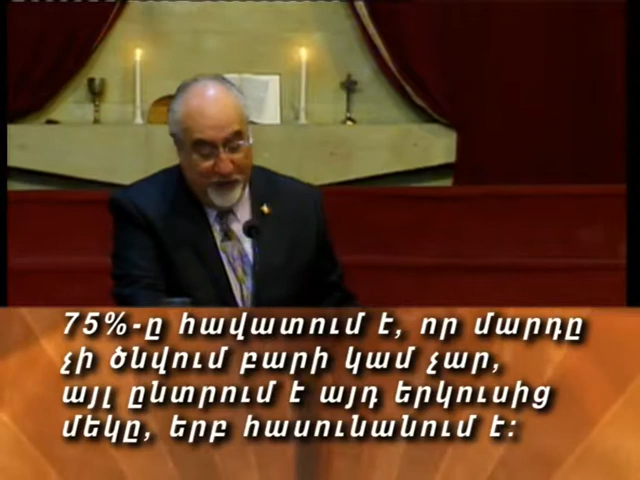 75%-ը հավատում է, որ մարդը
չի ծնվում բարի կամ չար,
այլ ընտրում է այդ երկուսից
մեկը, երբ հասունանում է: